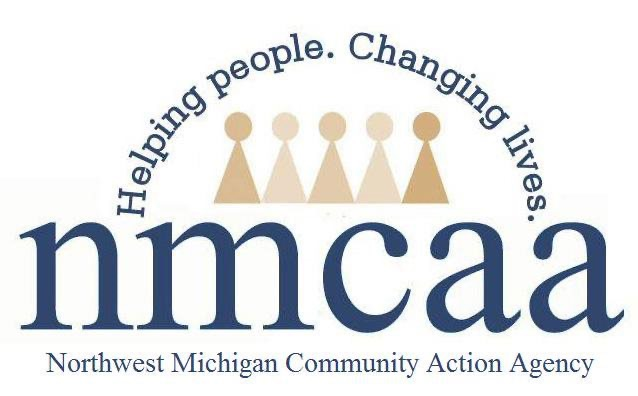 Helping people. Changing lives.
nmcaa
Northwest Michigan Community Action Agency